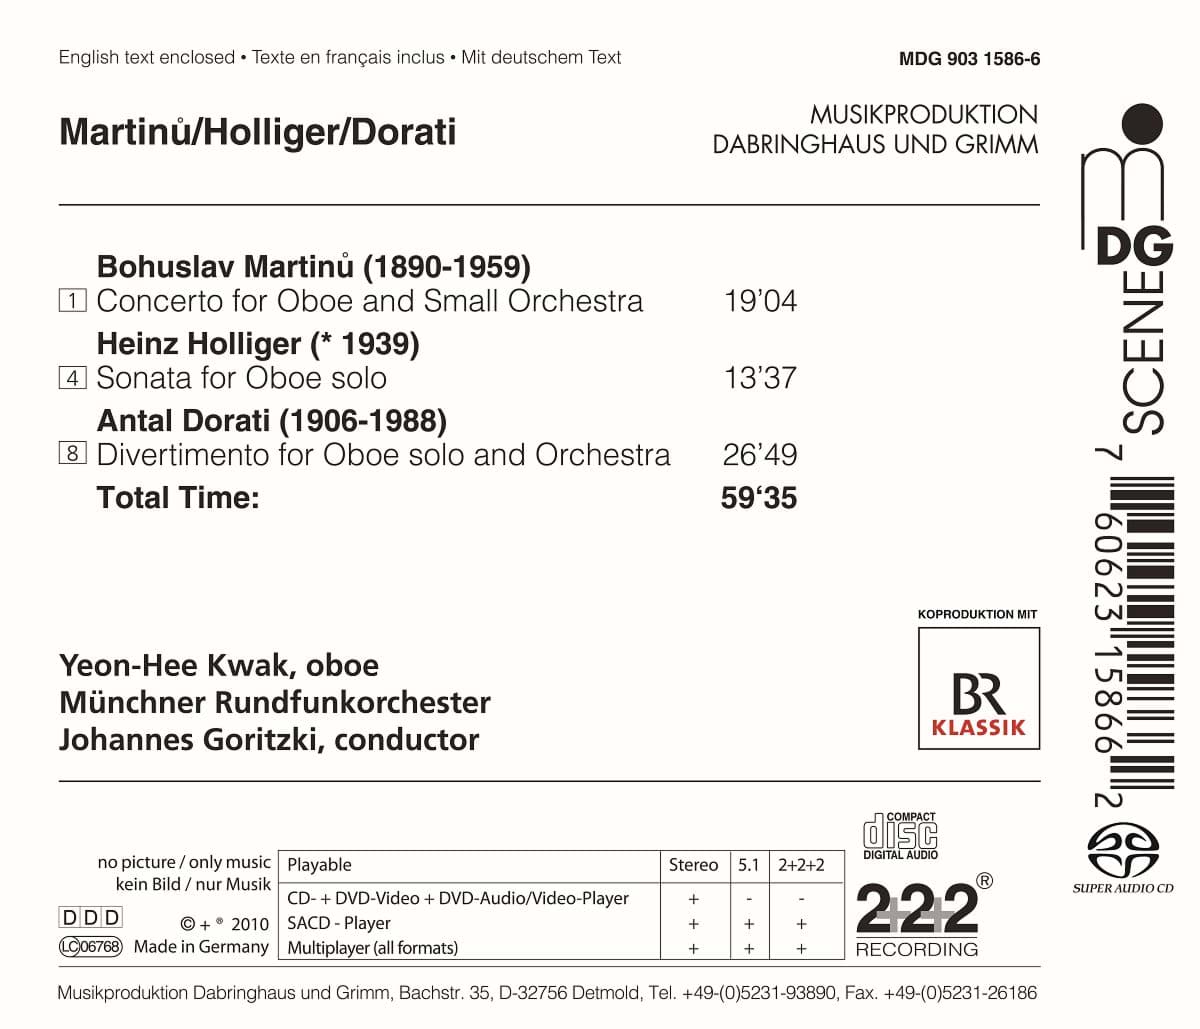 English text enclosed • Texte en français inclus • Mit deutschem Text
MDG 903 1586-6
Martinů/Holliger/Dorati
MUSIKPRODUKTION
DABRINGHAUS UND GRIMM
m
DG
SCENE
Bohuslav Martinů (1890-1959)
1 Concerto for Oboe and Small Orchestra 19’04
Heinz Holliger (* 1939)
4 Sonata for Oboe solo 13’37
Antal Dorati (1906-1988)
8 Divertimento for Oboe solo and Orchestra 26’49
Total Time: 59‘35
7 60623 15866 2
KOPRODUKTION MIT
BR
KLASSIK
Yeon-Hee Kwak, oboe
Münchner Rundfunkorchester
Johannes Goritzki, conductor
no picture / only music
kein Bild / nur Musik
DDD
© + ℗ 2010
LC 06768 Made in Germany
Playable Stereo 5.1 2+2+2
CD- + DVD-Video + DVD-Audio/Video-Player + - -
SACD - Player + + +
Multiplayer (all formats) + + +
COMPACT
disc
DIGITAL AUDIO
2+2+2®
RECORDING
SUPER AUDIO CD
Musikproduktion Dabringhaus und Grimm, Bachstr. 35, D-32756 Detmold, Tel. +49-(0)5231-93890, Fax. +49-(0)5231-26186